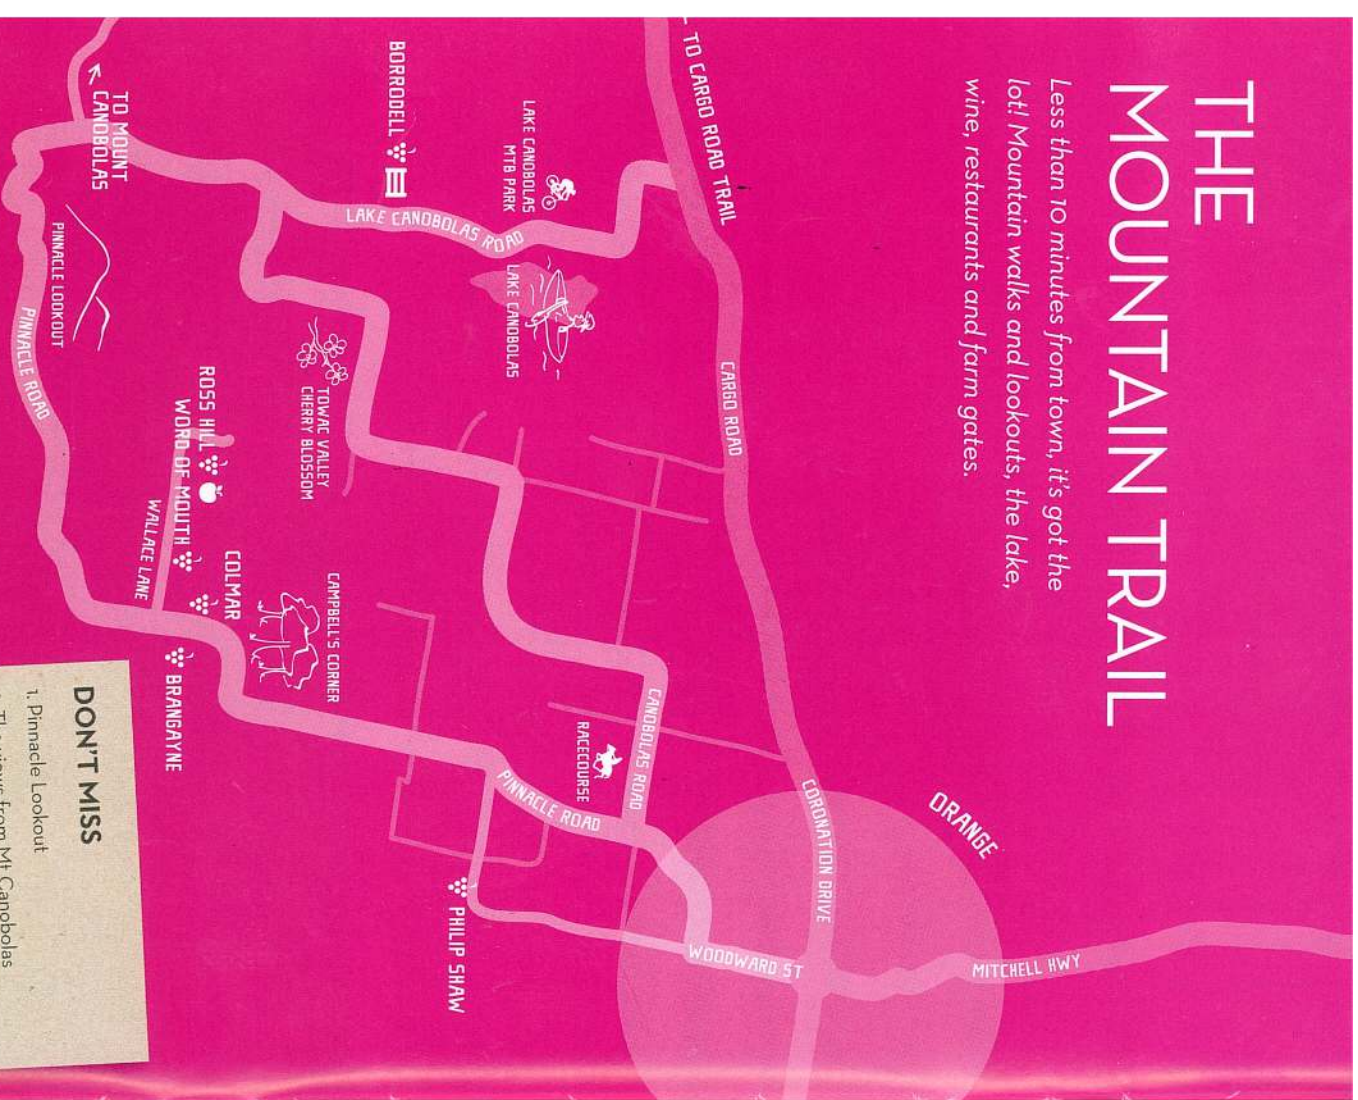 THE
MOUNTAIN TRAIL
Less than 10 minutes from town, it's got the
lot! Mountain walks and lookouts, the lake,
wine, restaurants and farm gates.
TO CARGO ROAD TRAIL
CARGO ROAD
ORANGE
MITCHELL HWY
CORONATION DRIVE
WOODWARD ST
LAKE CANOBOLAS
MTB PARK
LAKE CANOBOLAS
BORRODELL
LAKE CANOBOLAS ROAD
CANOBOLAS ROAD
RACECOURSE
PINNACLE ROAD
PHILIP SHAW
TOWAC VALLEY
CHERRY BLOSSOM
CAMPBELL'S CORNER
COLMAR
ROSS HILL
WORD OF MOUTH
WALLACE LANE
BRANGAYNE
TO MOUNT
CANOBOLAS
PINNACLE LOOKOUT
PINNACLE ROAD
DON'T MISS
1. Pinnacle Lookout
views from Mt Canobolas